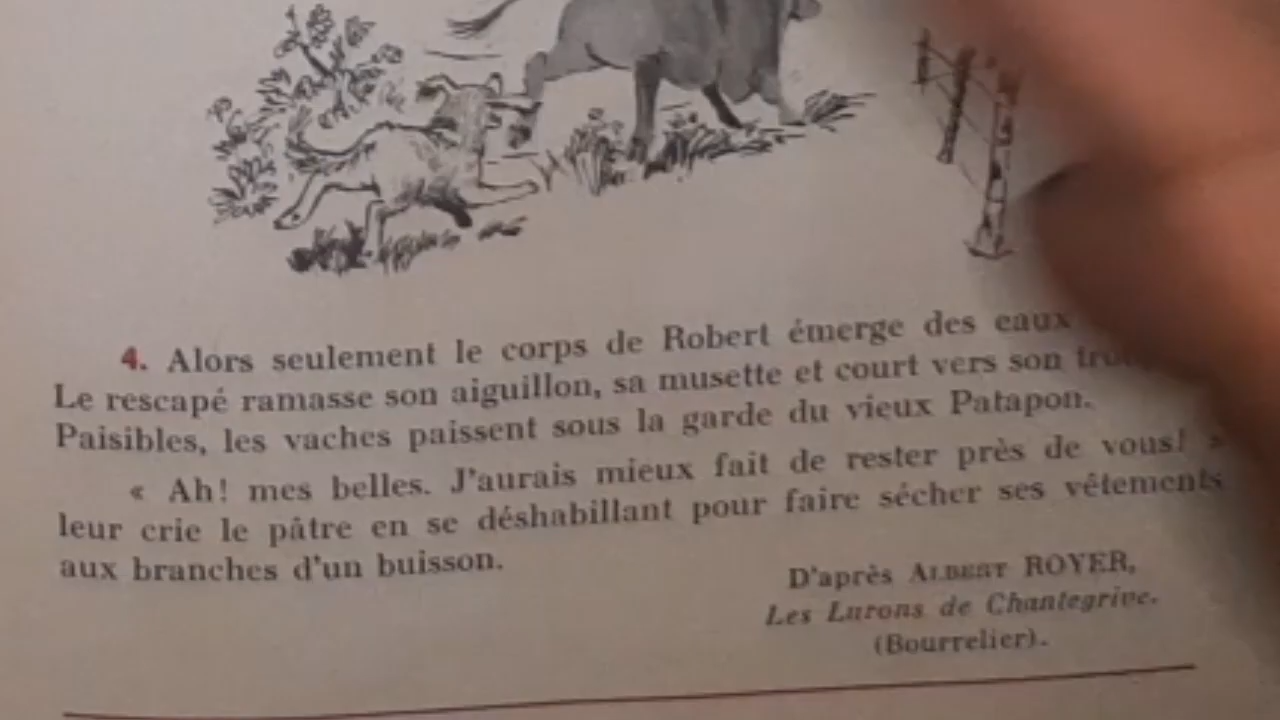 4. Alors seulement le corps de Robert émerge des eaux
Le rescapé ramasse son aiguillon, sa musette et court vers son
Paisibles, les vaches paissent sous la garde du vieux Patapon.
« Ah! mes belles. J'aurais mieux fait de rester près de vous! »
leur crie le pâtre en se déshabillant pour faire sécher ses vêtements
aux branches d'un buisson.
D'après ALBERT ROYER,
Les Lurons de Chantegrive.
(Bourrelier).